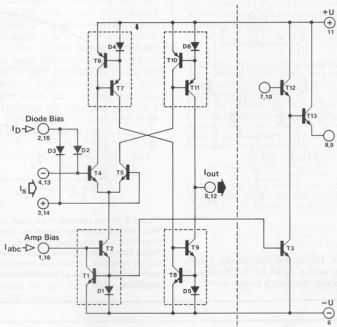 +U
11
D4
D6
T6
T10
T7
T11
7,10
T12
T13
8,9
Diode Bias
ID
2,15
D3
D2
T4
T5
Iout
5,12
IS
4,13
3,14
Amp Bias
Iabc
1,16
T2
T1
D1
T9
T8
D5
T3
-U
6